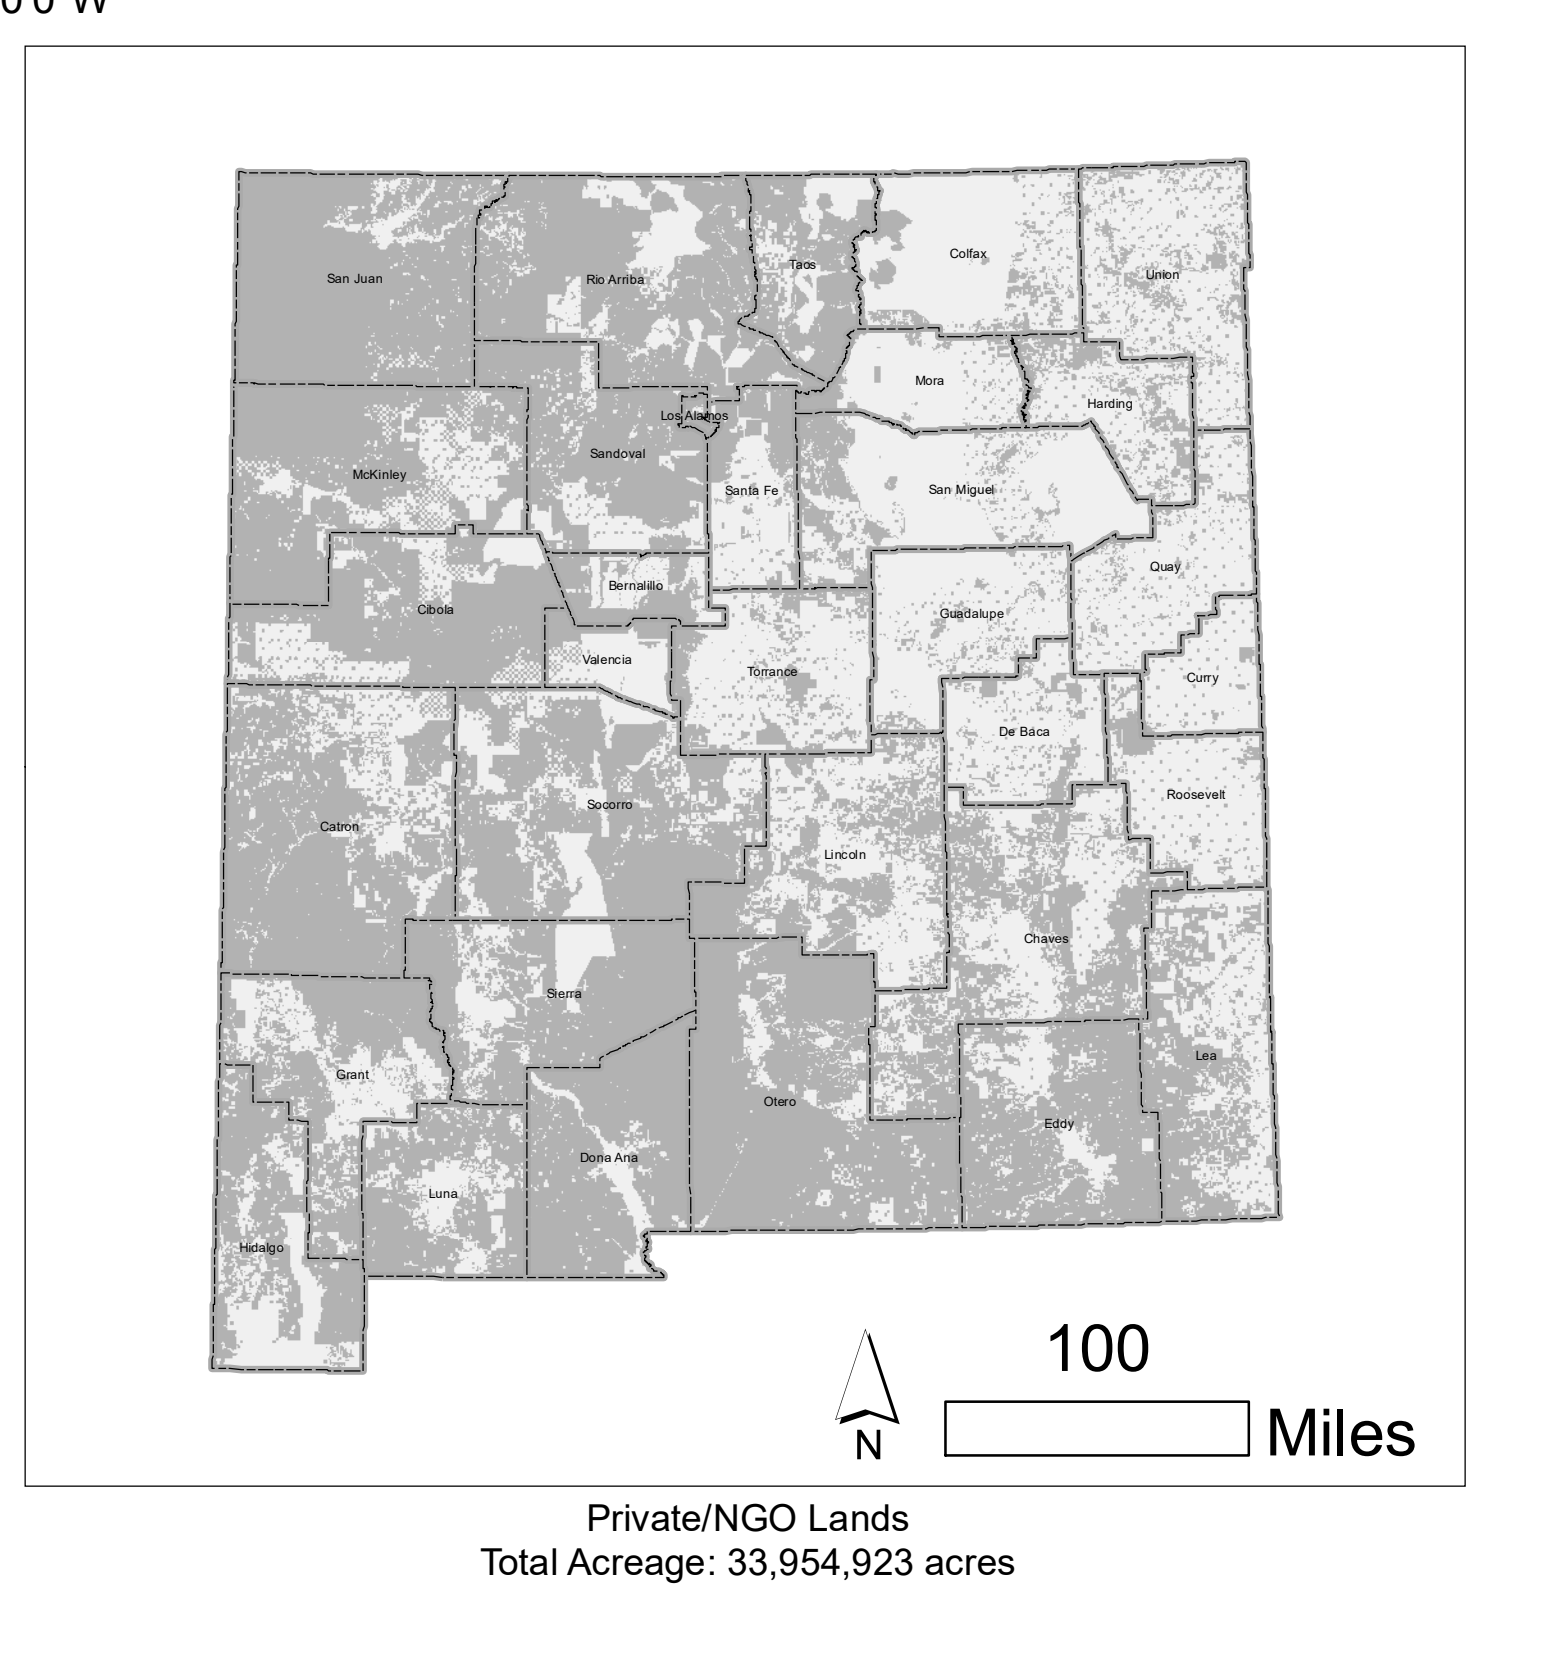 0'0"W
San Juan
Rio Arriba
Taos
Colfax
Union
Mora
Harding
Los Alamos
Sandoval
McKinley
Santa Fe
San Miguel
Quay
Bernalillo
Cibola
Guadalupe
Valencia
Torrance
Curry
De Baca
Roosevelt
Socorro
Catron
Lincoln
Chaves
Sierra
Lea
Grant
Otero
Eddy
Dona Ana
Luna
Hidalgo
100
Miles
N
Private/NGO Lands
Total Acreage: 33,954,923 acres